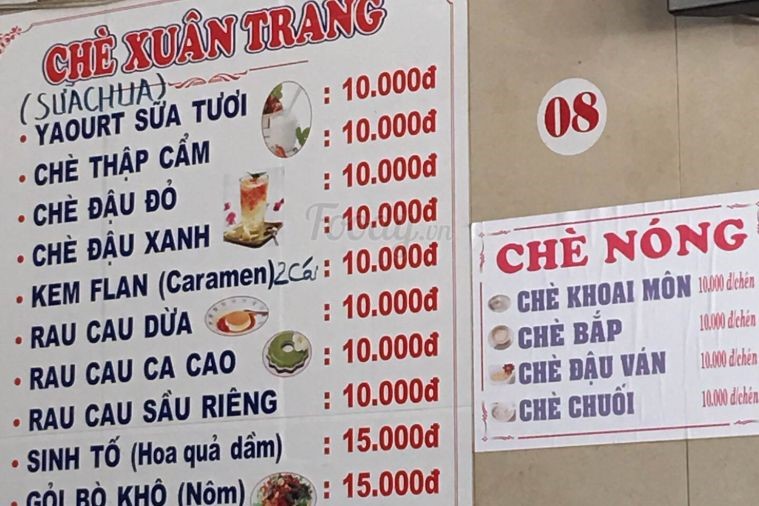 CHÈ XUÂN TRANG
(SỬA CHUA)
• YAOURT SỮA TƯƠI : 10.000đ
• CHÈ THẬP CẨM : 10.000đ
• CHÈ ĐẬU ĐỎ : 10.000đ
• CHÈ ĐẬU XANH : 10.000đ
• KEM FLAN (Caramen) 2 Cái : 10.000đ
• RAU CAU DỪA : 10.000đ
• RAU CAU CA CAO : 10.000đ
• RAU CAU SẦU RIÊNG : 10.000đ
• SINH TỐ (Hoa quả dầm) : 15.000đ
• GỎI BÒ KHÔ (Nôm) : 15.000đ
Foody.vn
08
CHÈ NÓNG
CHÈ KHOAI MÔN 10.000 đ/chén
CHÈ BẮP 10.000 đ/chén
CHÈ ĐẬU VÁN 10.000 đ/chén
CHÈ CHUỐI 10.000 đ/chén